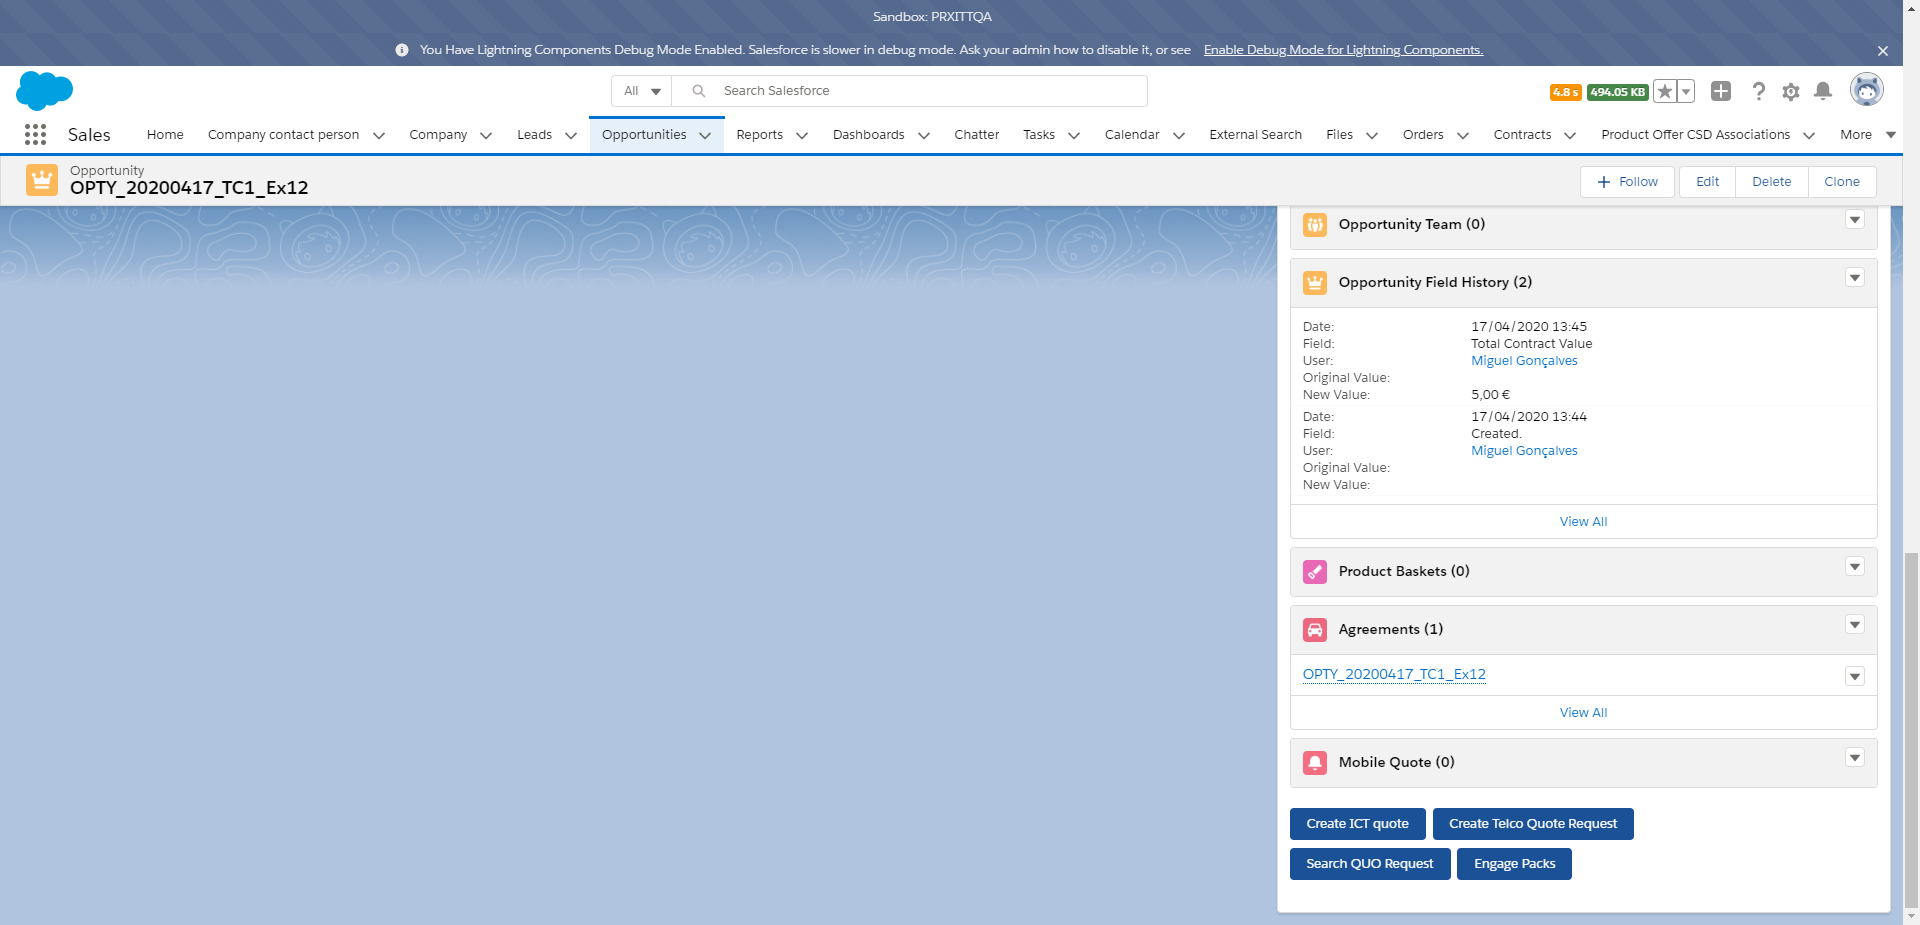 Sandbox: PRXITTQA
You Have Lightning Components Debug Mode Enabled. Salesforce is slower in debug mode. Ask your admin how to disable it, or see Enable Debug Mode for Lightning Components.
All Search Salesforce 4.8 s 494.05 KB
Sales Home Company contact person Company Leads Opportunities Reports Dashboards Chatter Tasks Calendar External Search Files Orders Contracts Product Offer CSD Associations More
Opportunity
OPTY_20200417_TC1_Ex12
Follow Edit Delete Clone
Opportunity Team (0)
Opportunity Field History (2)
Date: 17/04/2020 13:45
Field: Total Contract Value
User: Miguel Gonçalves
Original Value:
New Value: 5,00 €
Date: 17/04/2020 13:44
Field: Created.
User: Miguel Gonçalves
Original Value:
New Value:
View All
Product Baskets (0)
Agreements (1)
OPTY_20200417_TC1_Ex12
View All
Mobile Quote (0)
Create ICT quote Create Telco Quote Request
Search QUO Request Engage Packs